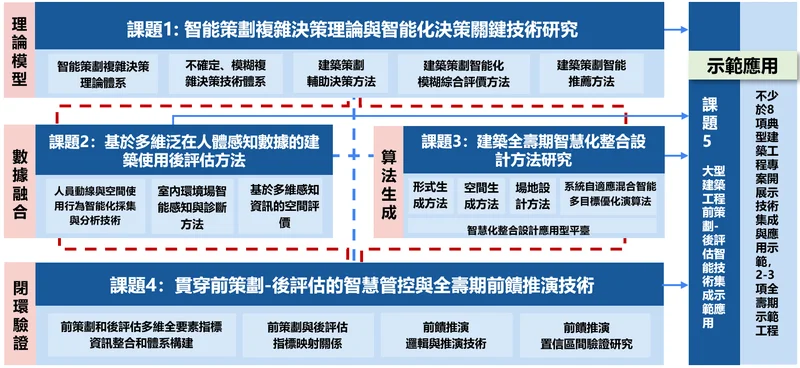 理論模型
課題1: 智能策劃複雜決策理論與智能化決策關鍵技術研究
智能策劃複雜決策
理論體系
不確定、模糊複
雜決策技術體系
建築策劃
輔助決策方法
建築策劃智能化
模糊綜合評價方法
建築策劃智能
推薦方法
數據融合
課題2: 基於多維泛在人體感知數據的建
築使用後評估方法
人員動線與空間使
用行為智能化採集
與分析技術
室內環境場智
能感知與診斷
方法
基於多維感知
資訊的空間評
價
算法生成
課題3: 建築全壽期智慧化整合設
計方法研究
形式生
成方法
空間生
成方法
場地設
計方法
系統自適應混合智能
多目標優化演算法
智慧化整合設計應用型平臺
閉環驗證
課題4: 貫穿前策劃-後評估的智慧管控與全壽期前饋推演技術
前策劃和後評估多維全要素指標
資訊整合和體系構建
前策劃與後評估
指標映射關係
前饋推演
邏輯與推演技術
前饋推演
置信區間驗證研究
示範應用
課題5
大型建築工程前策劃-後評估智能技術集成示範應用
不少於8項典型建築工程專案開展示技術集成與應用示範, 2-3項全壽期示範工程